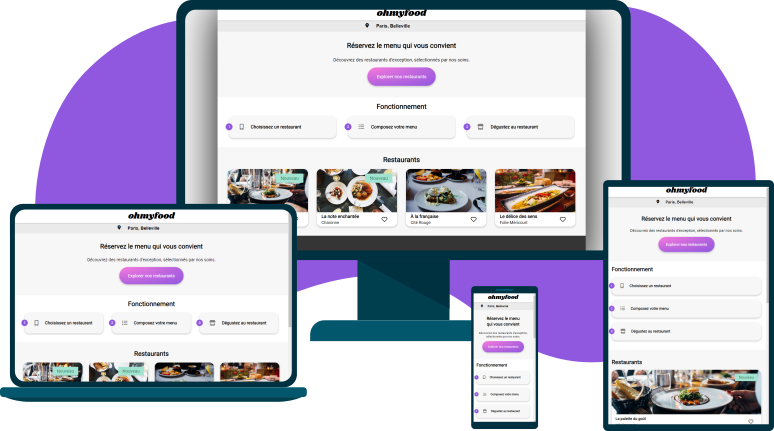 ohmyfood
Paris, Belleville
Réservez le menu qui vous convient
Découvrez des restaurants d'exception, sélectionnés par nos soins.
Explorer nos restaurants
Fonctionnement
1 Choisissez un restaurant
2 Composez votre menu
3 Dégustez au restaurant
Restaurants
Nouveau
Nouveau
La note enchantée
À la française
Le délice des sens
Charonne
Cité Rouge
Folie-Méricourt
ohmyfood
Paris, Belleville
Réservez le menu qui vous convient
Découvrez des restaurants d'exception, sélectionnés par nos soins.
Explorer nos restaurants
Fonctionnement
1 Choisissez un restaurant
2 Composez votre menu
3 Dégustez au restaurant
Restaurants
Nouveau
Nouveau
ohmyfood
Paris, Belleville
Réservez le menu
qui vous convient
Découvrez des restaurants d'exception,
sélectionnés par nos soins.
Explorer nos restaurants
Fonctionnement
1 Choisissez un restaurant
2 Composez votre menu
3 Dégustez au restaurant
ohmyfood
Paris, Belleville
Réservez le menu qui vous convient
Découvrez des restaurants d'exception, sélectionnés par nos soins.
Explorer nos restaurants
Fonctionnement
1 Choisissez un restaurant
2 Composez votre menu
3 Dégustez au restaurant
Restaurants
Nouveau
La palette du goût